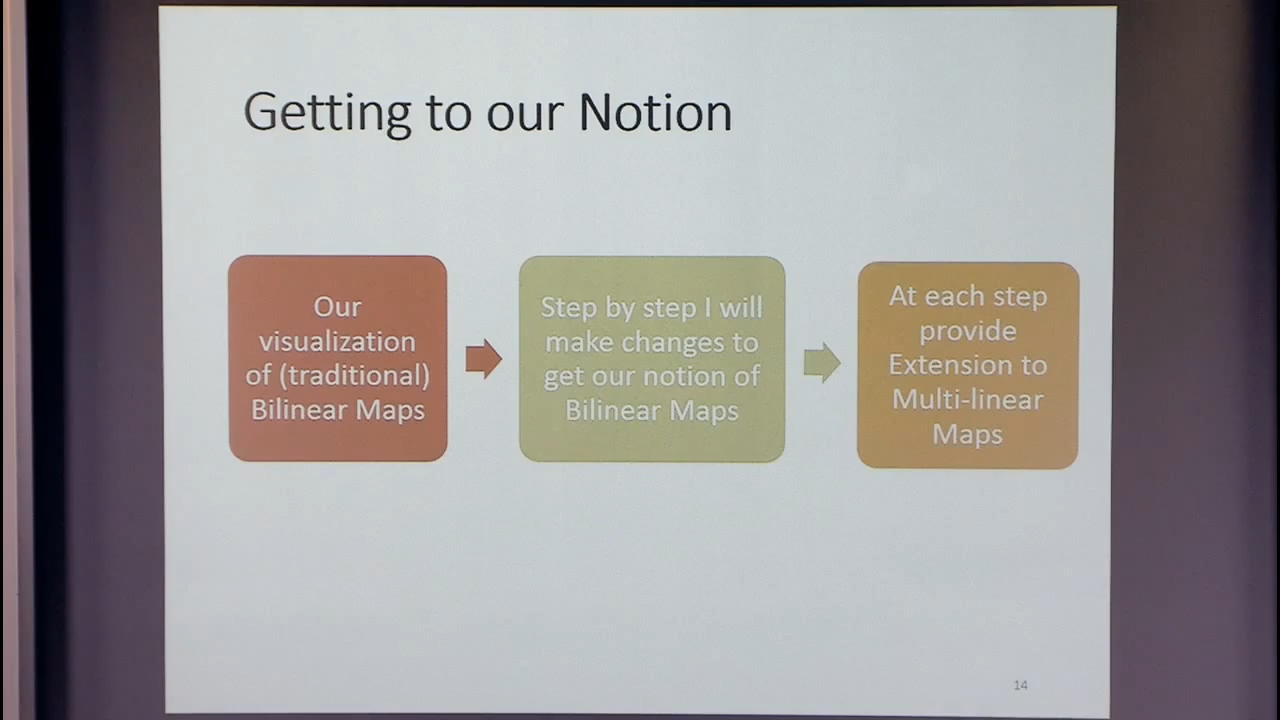 Getting to our Notion
Our
visualization
of (traditional)
Bilinear Maps
Step by step I will
make changes to
get our notion of
Bilinear Maps
At each step
provide
Extension to
Multi-linear
Maps
14